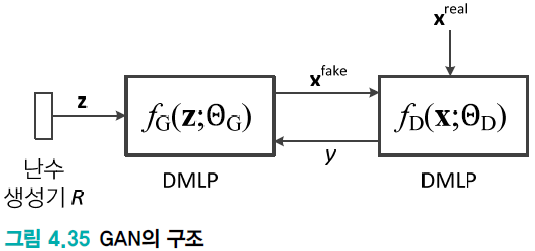 x^real
z
f_G(z;Θ_G)
x^fake
f_D(x;Θ_D)
y
난수
생성기 R
DMLP
DMLP
그림 4.35 GAN의 구조